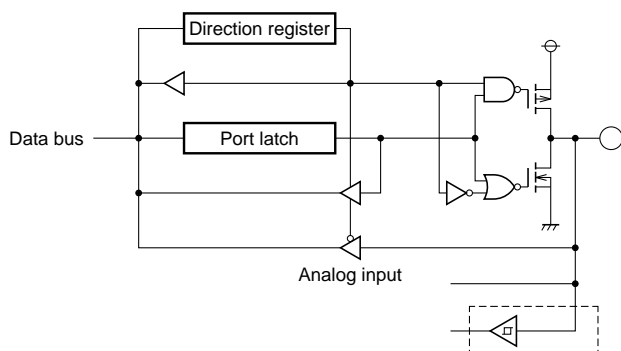 Direction register
Data bus
Port latch
Analog input